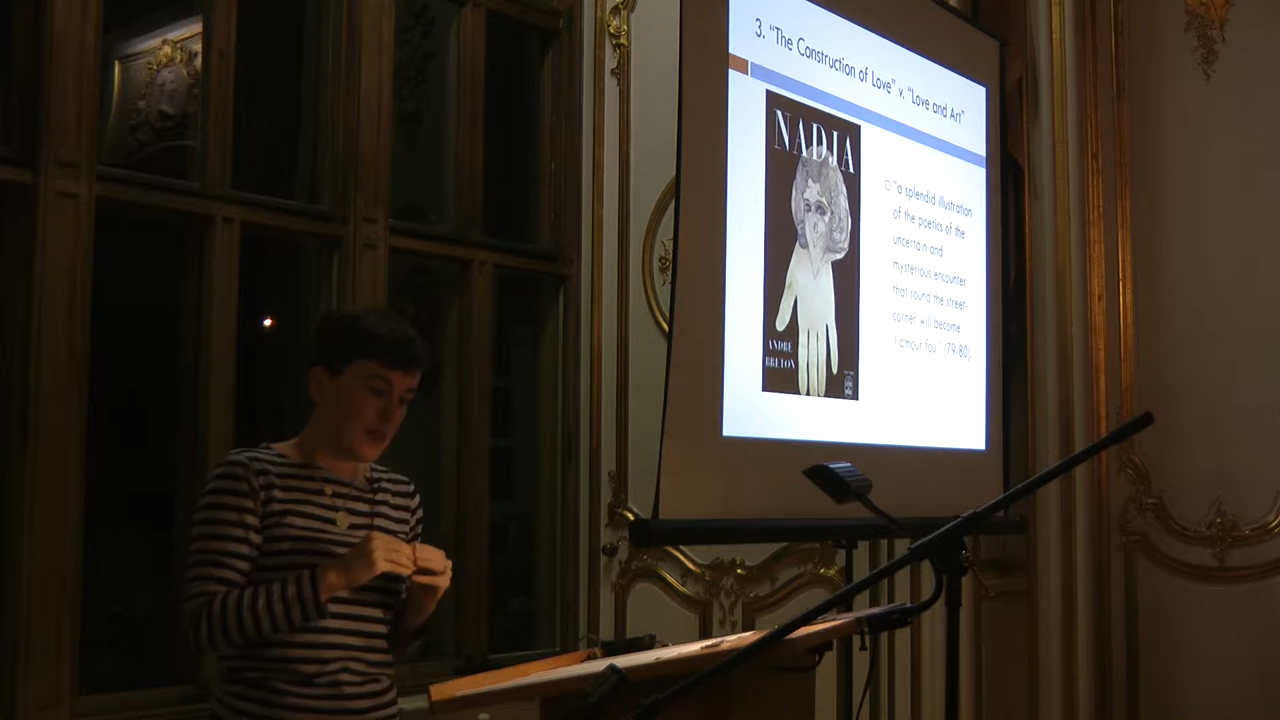 3. “The Construction of Love” v. “Love and Art”
NADJA
ANDRÉ
BRETON
“a splendid illustration
of the poetics of the
uncertain and
mysterious encounter
that round the street-
corner will become
l’amour fou” (79-80).